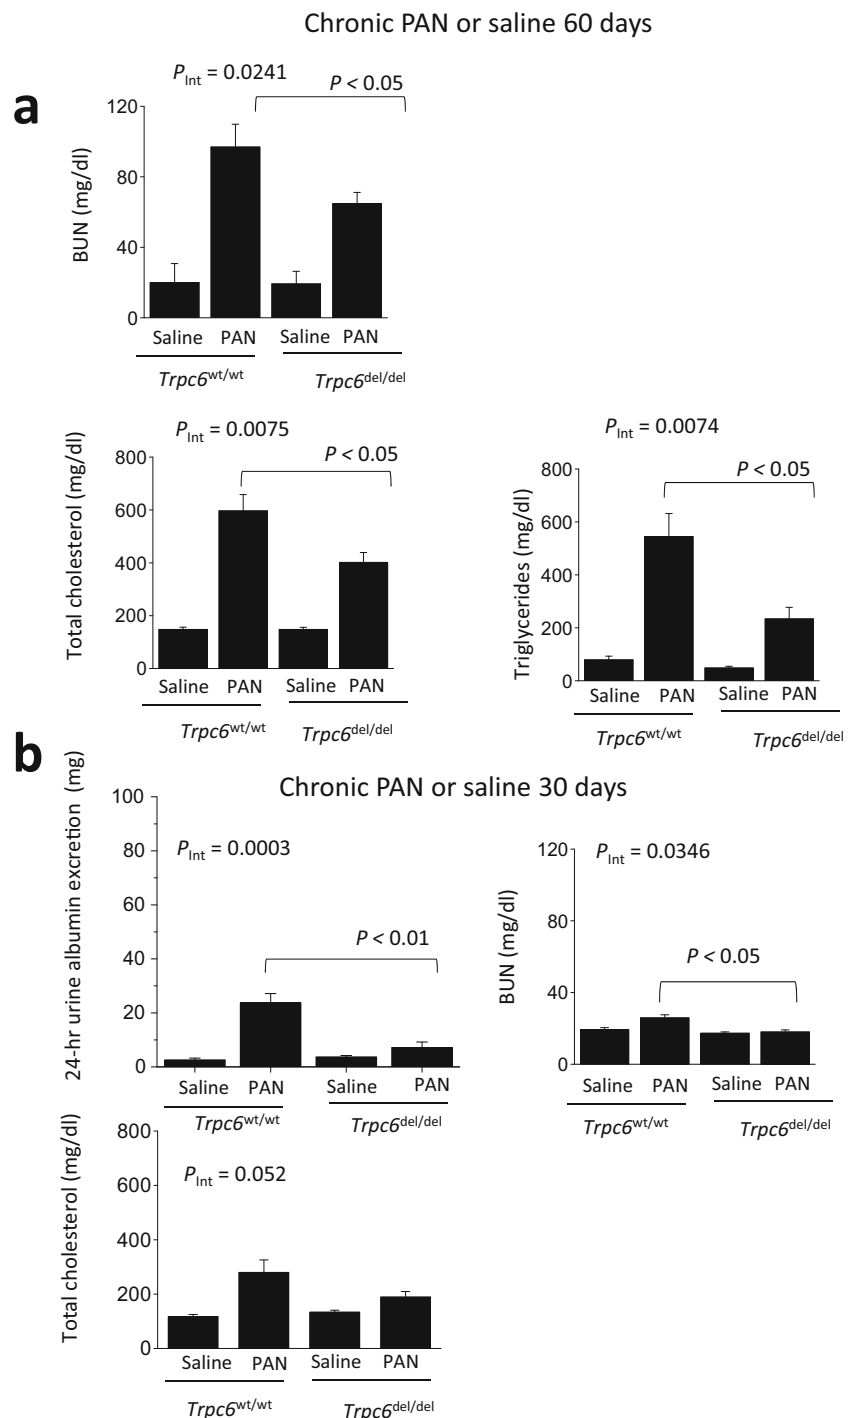 Chronic PAN or saline 60 days
a
P Int = 0.0241
P < 0.05
BUN (mg/dl)
120
80
40
0
Saline PAN Saline PAN
Trpc6 wt/wt Trpc6 del/del
P Int = 0.0075
P < 0.05
Total cholesterol (mg/dl)
800
600
400
200
0
Saline PAN Saline PAN
Trpc6 wt/wt Trpc6 del/del
P Int = 0.0074
P < 0.05
Triglycerides (mg/dl)
800
600
400
200
0
Saline PAN Saline PAN
Trpc6 wt/wt Trpc6 del/del
b
Chronic PAN or saline 30 days
24-hr urine albumin excretion (mg)
100
80
60
40
20
0
P Int = 0.0003
P < 0.01
Saline PAN Saline PAN
Trpc6 wt/wt Trpc6 del/del
BUN (mg/dl)
120
80
40
0
P Int = 0.0346
P < 0.05
Saline PAN Saline PAN
Trpc6 wt/wt Trpc6 del/del
Total cholesterol (mg/dl)
800
600
400
200
0
P Int = 0.052
Saline PAN Saline PAN
Trpc6 wt/wt Trpc6 del/del